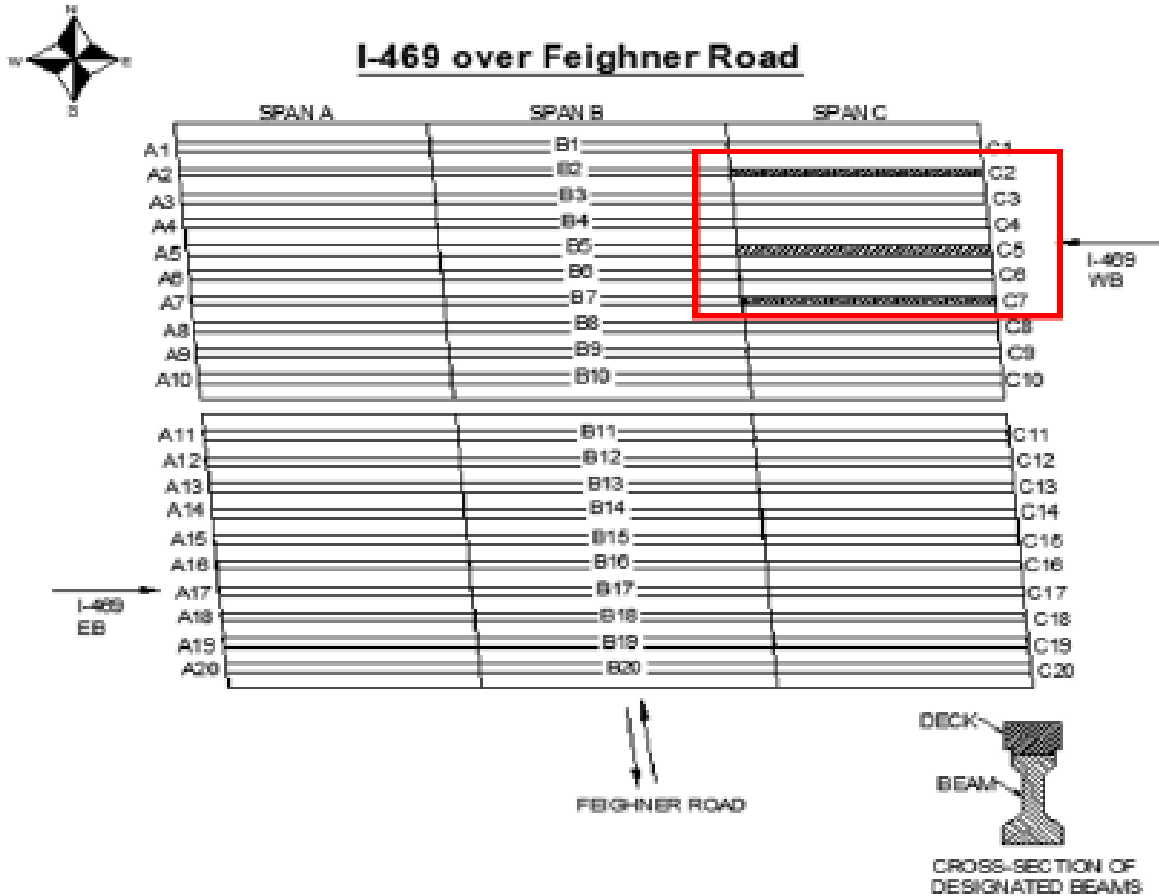 N
W E
S
I-469 over Feighner Road
SPAN A SPAN B SPAN C
A1 B1 C1
A2 B2 C2
A3 B3 C3
A4 B4 C4
A5 B5 C5
A6 B6 C6
A7 B7 C7
A8 B8 C8
A9 B9 C9
A10 B10 C10
I-469
WB
A11 B11 C11
A12 B12 C12
A13 B13 C13
A14 B14 C14
A15 B15 C15
A16 B16 C16
A17 B17 C17
A18 B18 C18
A19 B19 C19
A20 B20 C20
I-469
EB
FEIGHNER ROAD
DECK
BEAM
CROSS-SECTION OF
DESIGNATED BEAMS